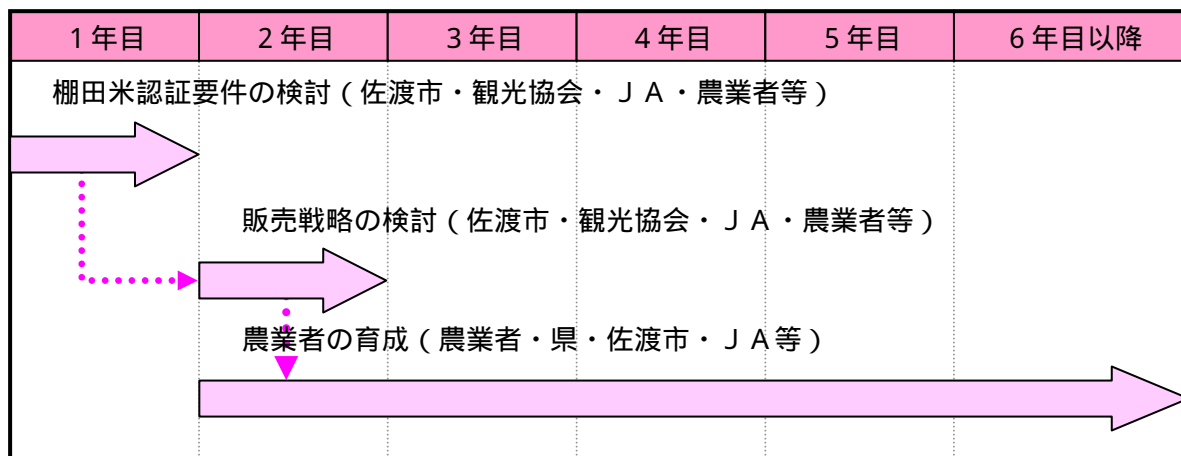 1年目 2年目 3年目 4年目 5年目 6年目以降
棚田米認証要件の検討(佐渡市・観光協会・JA・農業者等)
販売戦略の検討(佐渡市・観光協会・JA・農業者等)
農業者の育成(農業者・県・佐渡市・JA等)